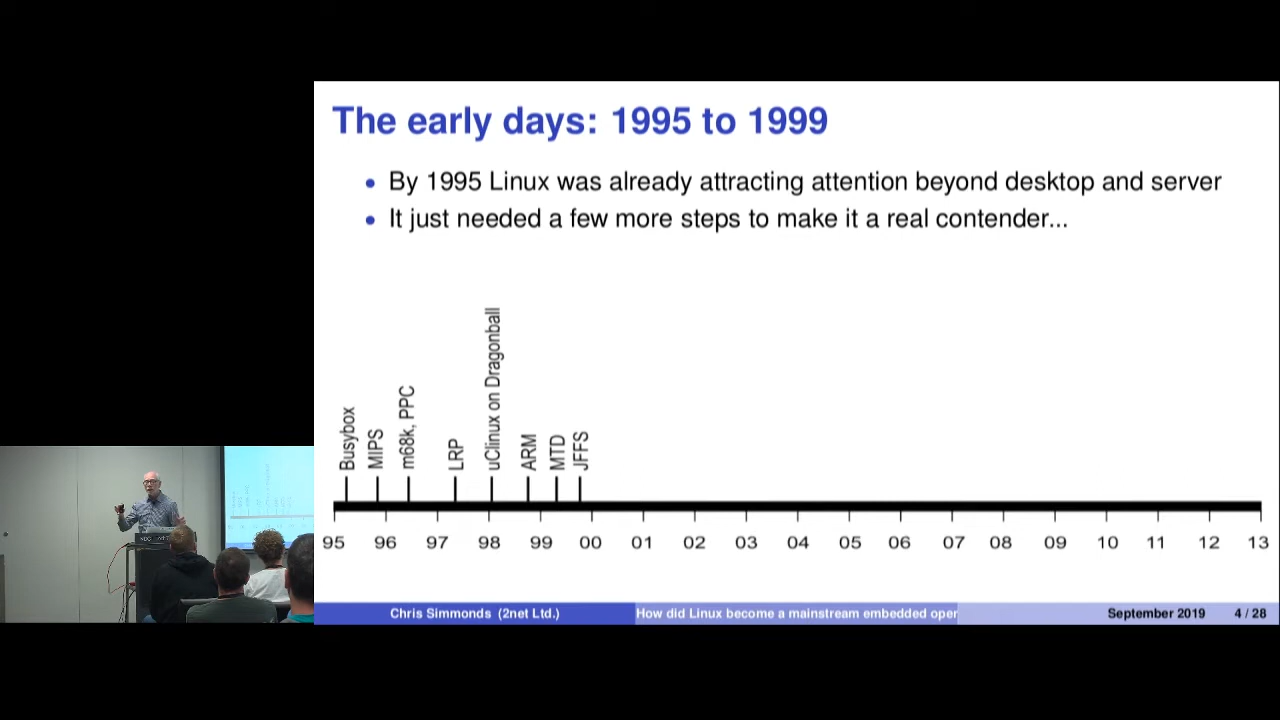 The early days: 1995 to 1999
By 1995 Linux was already attracting attention beyond desktop and server
It just needed a few more steps to make it a real contender...
Busybox
MIPS
m68k, PPC
LRP
uClinux on Dragonball
ARM
MTD
JFFS
95 96 97 98 99 00 01 02 03 04 05 06 07 08 09 10 11 12 13
Chris Simmonds (2net Ltd.) How did Linux become a mainstream embedded oper September 2019 4 / 28